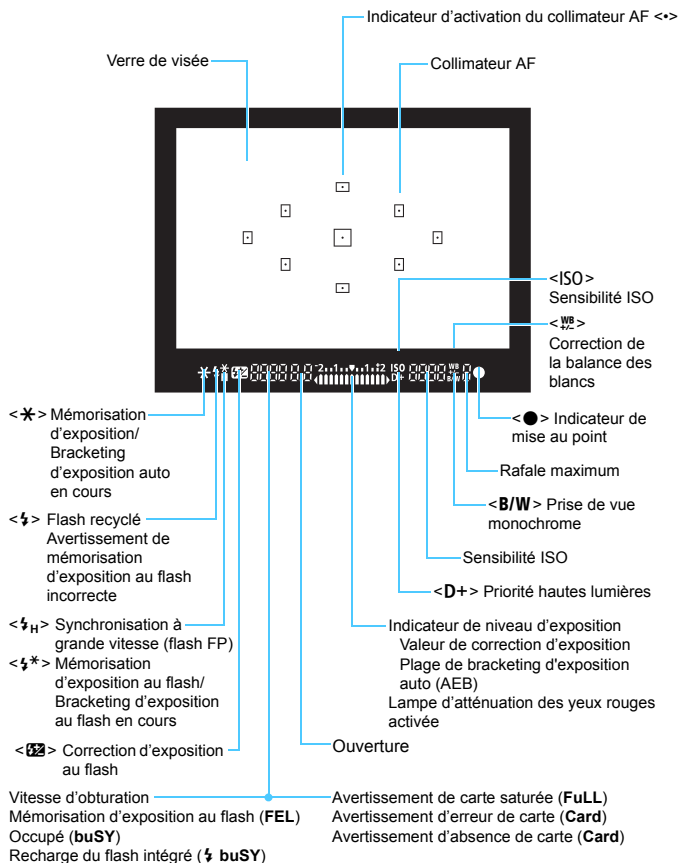 Indicateur d'activation du collimateur AF <•>
Verre de visée
Collimateur AF
<ISO>
Sensibilité ISO
<WB+/->
Correction de
la balance des
blancs
-2..1..▼..1..+2 ISO D+ WB+/- B/W
<✱> Mémorisation
d'exposition/
Bracketing
d'exposition auto
en cours
<●> Indicateur de
mise au point
Rafale maximum
<B/W> Prise de vue
monochrome
<⚡> Flash recyclé
Avertissement de
mémorisation
d'exposition au flash
incorrecte
Sensibilité ISO
<D+> Priorité hautes lumières
<⚡H> Synchronisation à
grande vitesse (flash FP)
<⚡✱> Mémorisation
d'exposition au flash/
Bracketing d'exposition
au flash en cours
Indicateur de niveau d'exposition
Valeur de correction d'exposition
Plage de bracketing d'exposition
auto (AEB)
Lampe d'atténuation des yeux rouges
activée
<⚡±> Correction d'exposition
au flash
Ouverture
Vitesse d'obturation
Mémorisation d'exposition au flash (FEL)
Occupé (buSY)
Recharge du flash intégré (⚡ buSY)
Avertissement de carte saturée (FuLL)
Avertissement d'erreur de carte (Card)
Avertissement d'absence de carte (Card)